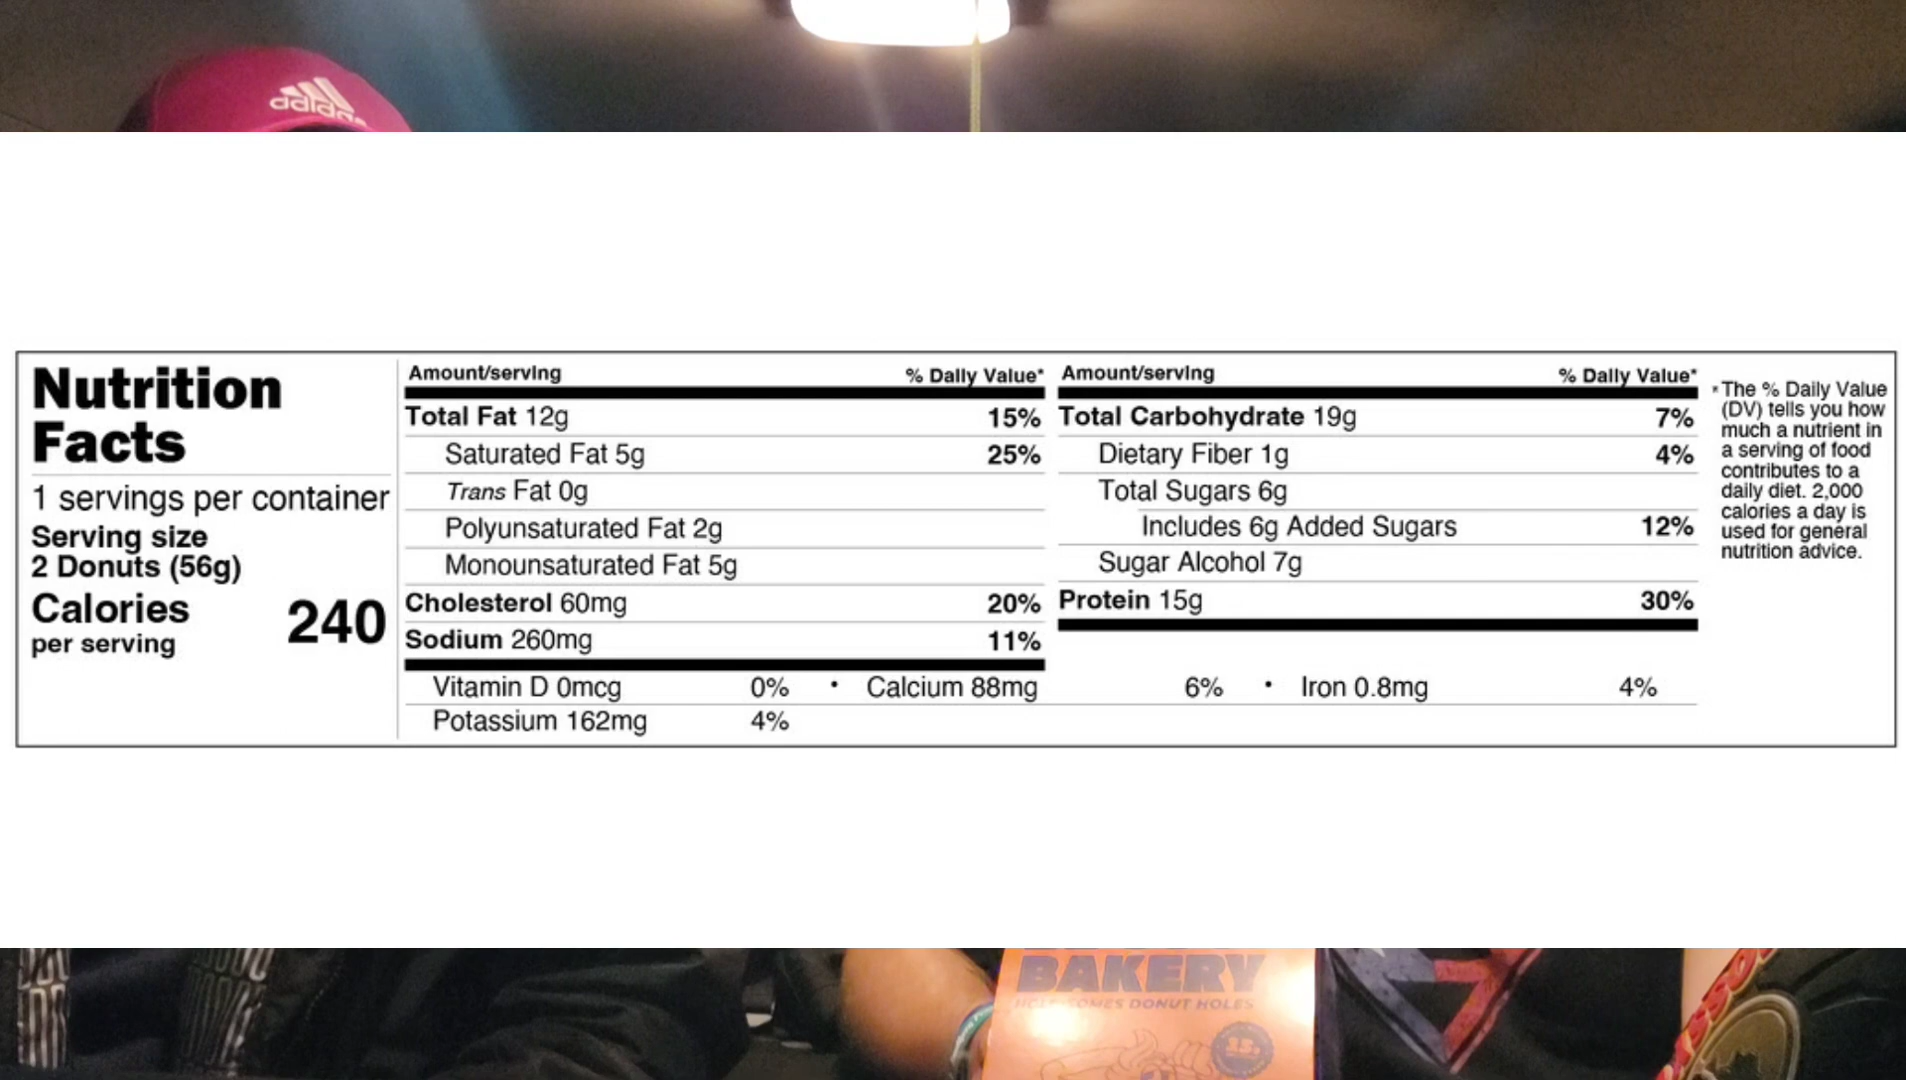 adidas
Nutrition
Facts
1 servings per container
Serving size
2 Donuts (56g)
Calories
per serving
240
Amount/serving % Daily Value*
Total Fat 12g 15%
Saturated Fat 5g 25%
Trans Fat 0g
Polyunsaturated Fat 2g
Monounsaturated Fat 5g
Cholesterol 60mg 20%
Sodium 260mg 11%
Amount/serving % Daily Value*
Total Carbohydrate 19g 7%
Dietary Fiber 1g 4%
Total Sugars 6g
Includes 6g Added Sugars 12%
Sugar Alcohol 7g
Protein 15g 30%
Vitamin D 0mcg 0% • Calcium 88mg 6% • Iron 0.8mg 4%
Potassium 162mg 4%
*The % Daily Value
(DV) tells you how
much a nutrient in
a serving of food
contributes to a
daily diet. 2,000
calories a day is
used for general
nutrition advice.
BAKERY
DONUT HOLES